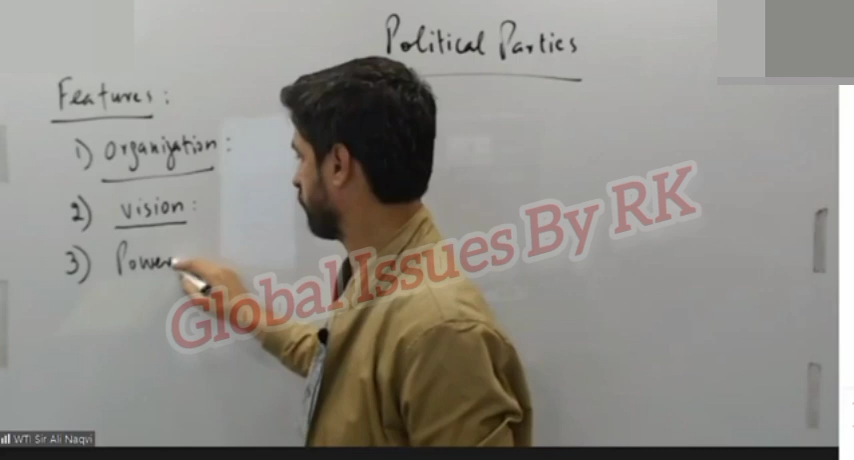 Political Parties
Features:
1) Organization:
2) Vision:
3) Power
Global Issues By RK
WTI Sir Ali Naqvi